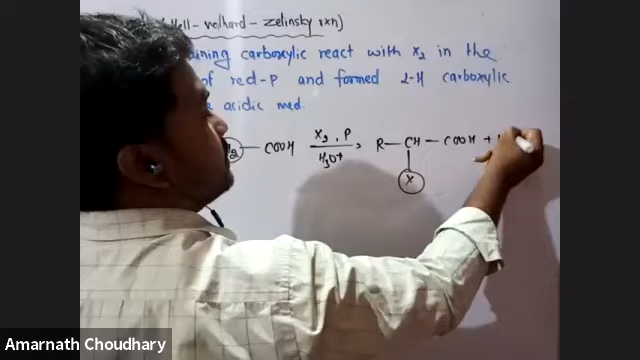 Hell-Volhard-Zelinsky rxn)
ining carboxylic react with X2 in the
of red-P and formed 2-H carboxylic
acidic med.
2 — COOH X2, P H3O+ R — CH — COOH +
X
Amarnath Choudhary